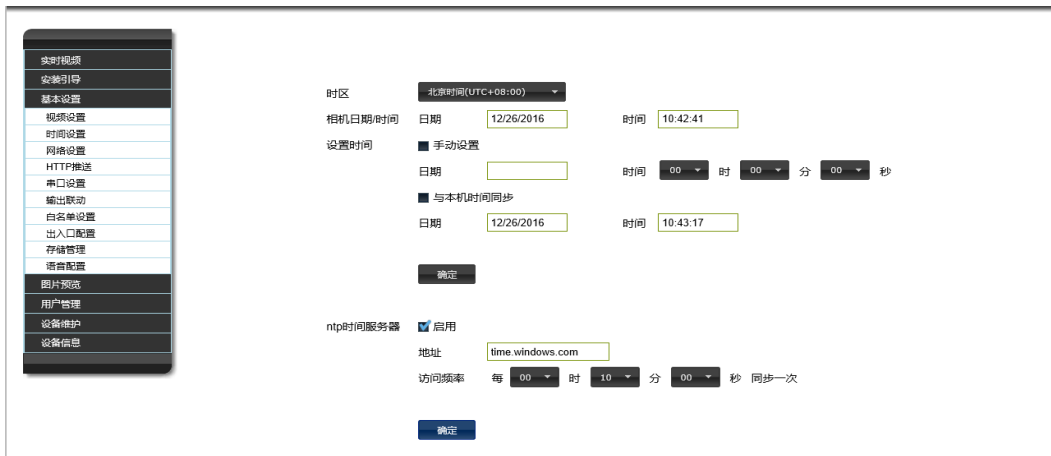 实时视频
安装引导
基本设置
视频设置
时间设置
网络设置
HTTP推送
串口设置
输出联动
白名单设置
出入口配置
存储管理
语音配置
图片预览
用户管理
设备维护
设备信息
时区 北京时间(UTC+08:00)
相机日期/时间 日期 12/26/2016 时间 10:42:41
设置时间 手动设置
日期 时间 00 时 00 分 00 秒
与本机时间同步
日期 12/26/2016 时间 10:43:17
确定
ntp时间服务器 启用
地址 time.windows.com
访问频率 每 00 时 10 分 00 秒 同步一次
确定